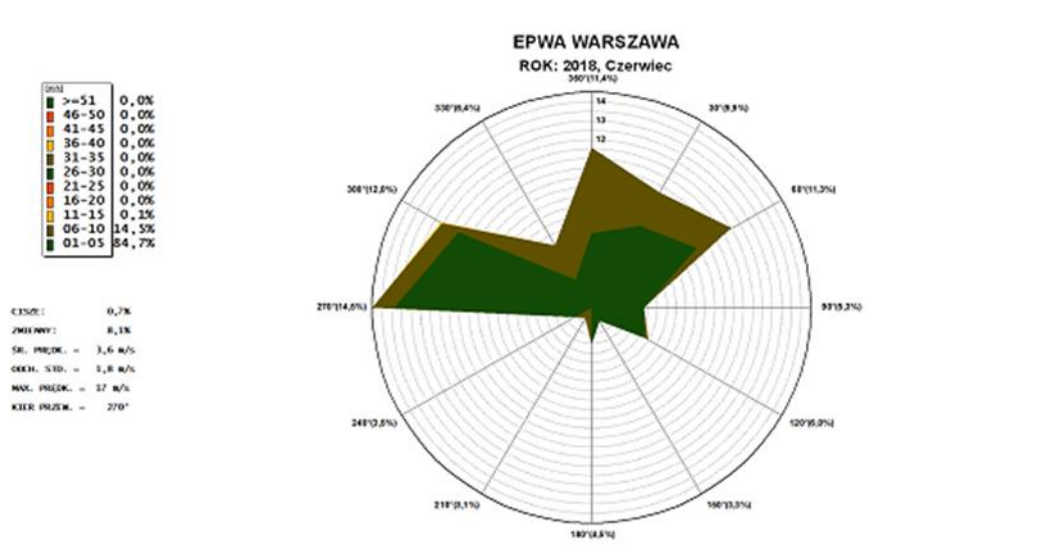 EPWA WARSZAWA
ROK: 2018, Czerwiec
360°(11,4%)
[m/s]
>=51 0,0%
46-50 0,0%
41-45 0,0%
36-40 0,0%
31-35 0,0%
26-30 0,0%
21-25 0,0%
16-20 0,0%
11-15 0,1%
06-10 14,5%
01-05 84,7%
14
13
12
330°(6,4%)
30°(9,9%)
300°(12,0%)
60°(11,3%)
270°(14,6%)
90°(5,3%)
CISZE: 0,7%
ZMIENNY: 8,1%
ŚR. PRĘDK. = 3,6 m/s
ODCH. STD. = 1,8 m/s
MAX. PRĘDK. = 17 m/s
KIER PRZEW. = 270°
240°(3,5%)
120°(6,0%)
210°(3,1%)
180°(4,5%)